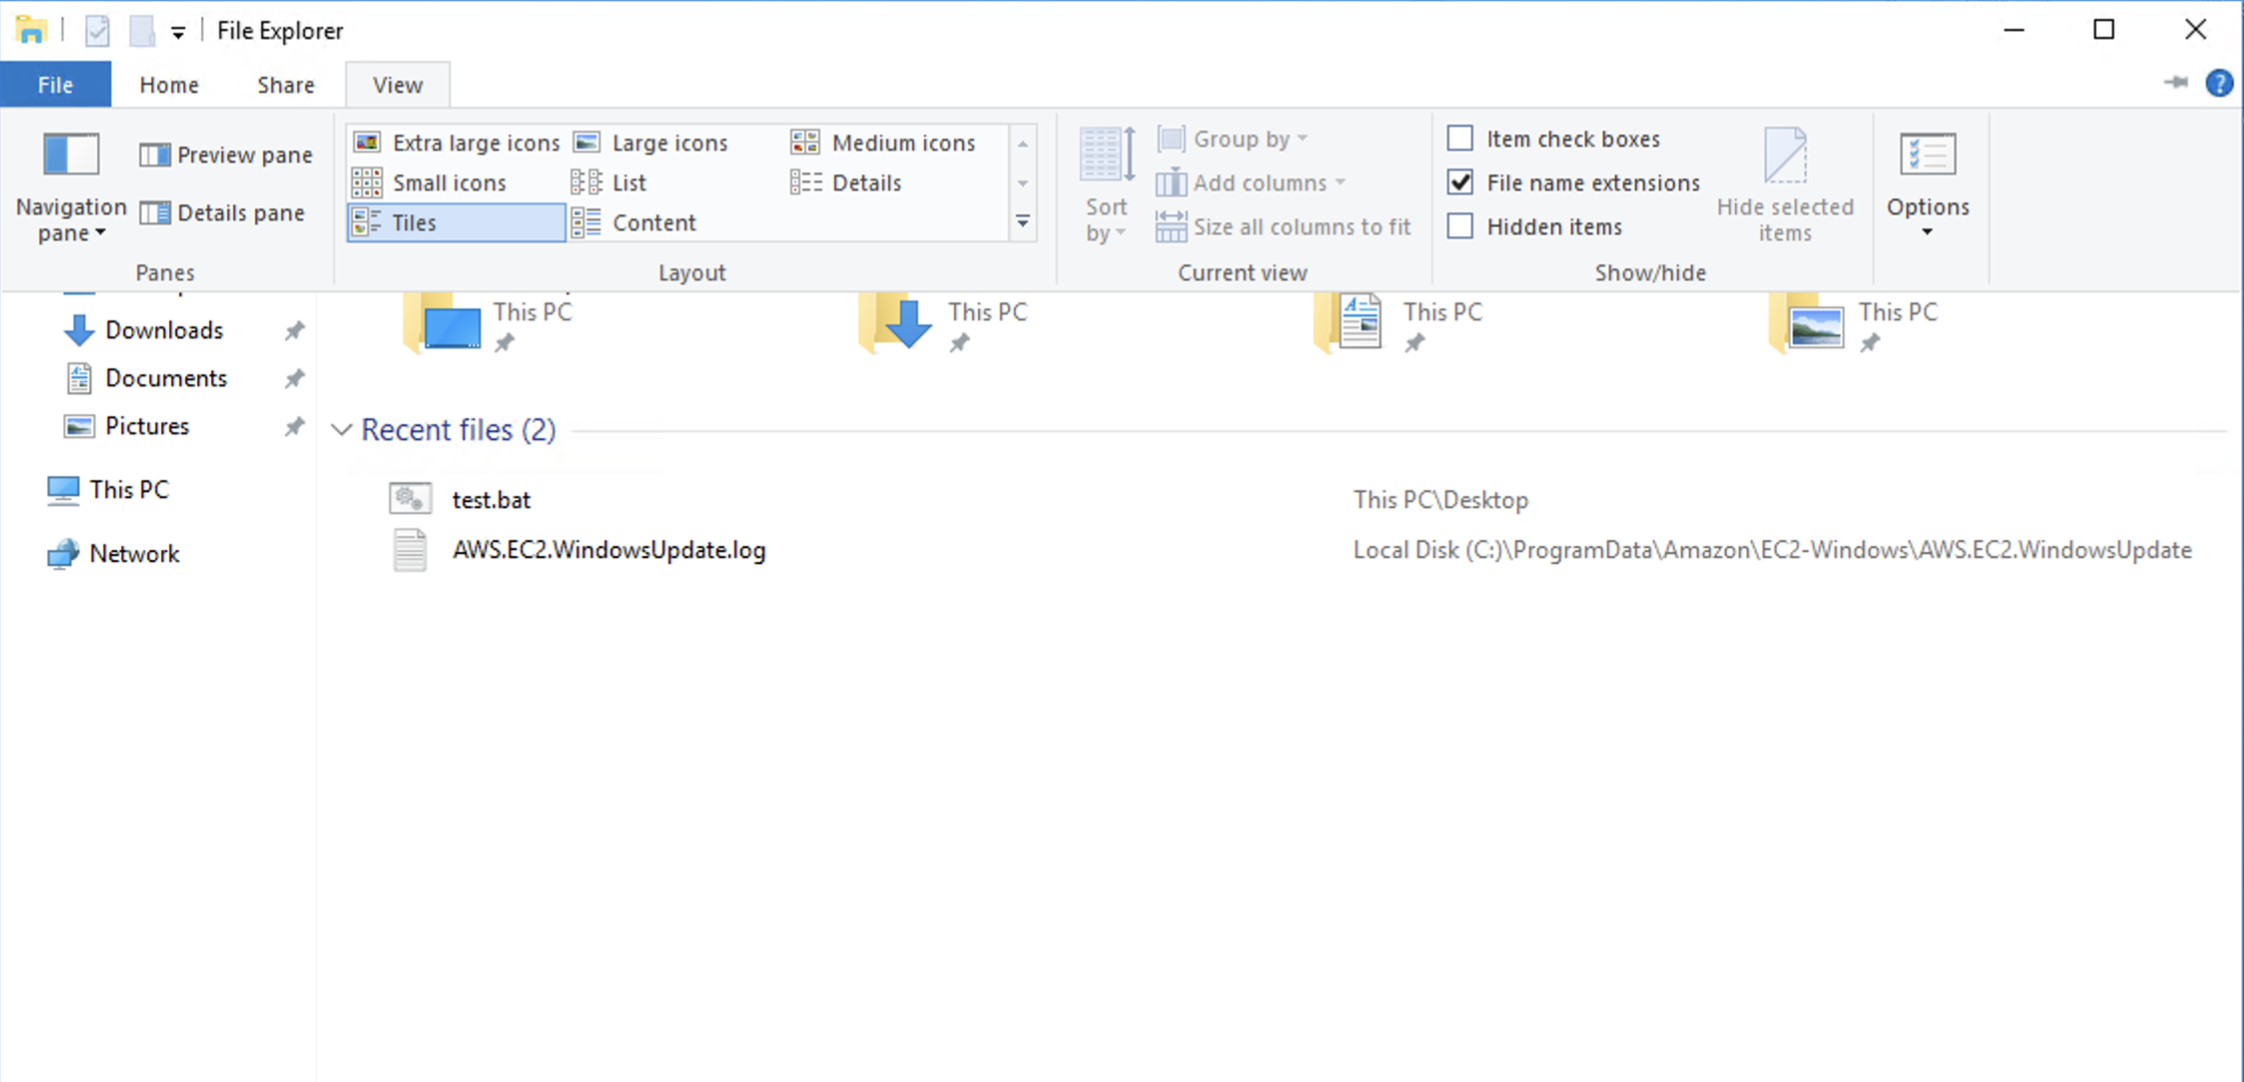 File Explorer
File Home Share View
Navigation pane
Preview pane
Details pane
Panes
Extra large icons Large icons Medium icons
Small icons List Details
Tiles Content
Layout
Sort by
Group by
Add columns
Size all columns to fit
Current view
Item check boxes
File name extensions
Hidden items
Hide selected items
Show/hide
Options
Downloads
Documents
Pictures
This PC
Network
This PC This PC This PC This PC
Recent files (2)
test.bat This PC\Desktop
AWS.EC2.WindowsUpdate.log Local Disk (C:)\ProgramData\Amazon\EC2-Windows\AWS.EC2.WindowsUpdate